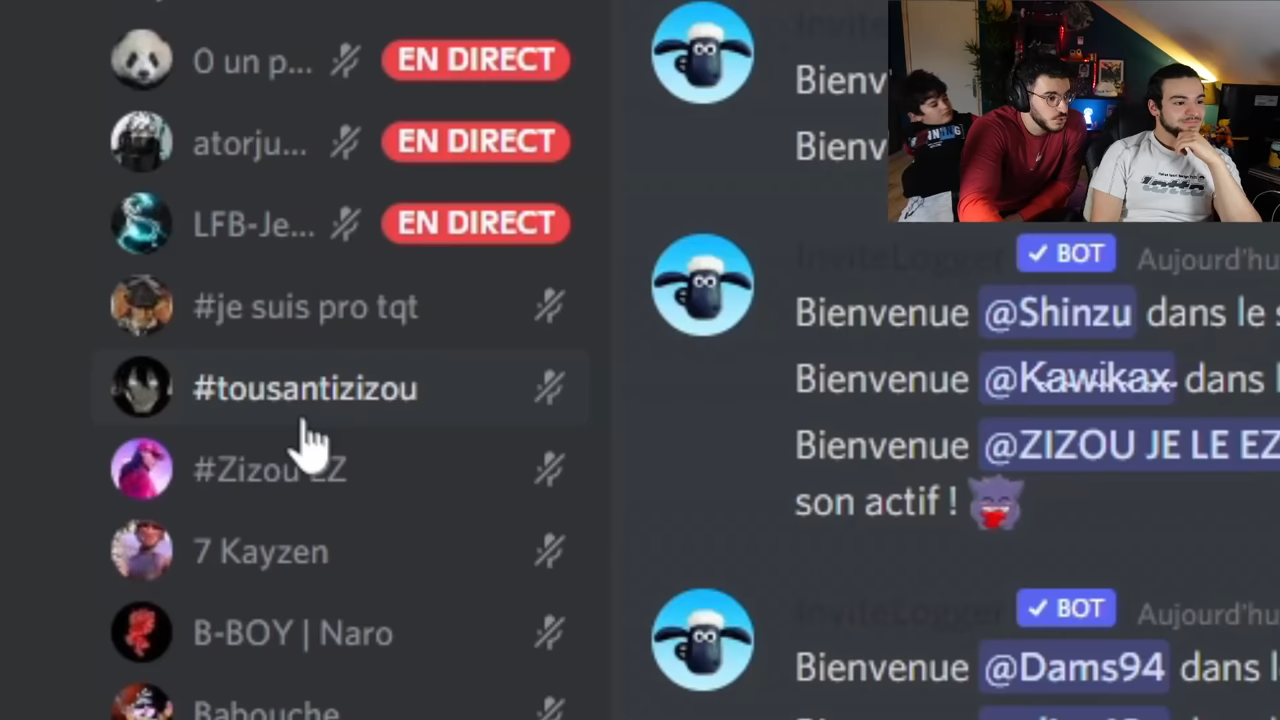 O un p... EN DIRECT
atorju... EN DIRECT
LFB-Je... EN DIRECT
#je suis pro tqt
#tousantizizou
#Zizou EZ
7 Kayzen
B-BOY | Naro
Babouche
Bienv
Bienv
InviteLogger ✓ BOT Aujourd'hu
Bienvenue @Shinzu dans le s
Bienvenue @Kawikax dans l
Bienvenue @ZIZOU JE LE EZ
son actif !
InviteLogger ✓ BOT Aujourd'hu
Bienvenue @Dams94 dans l